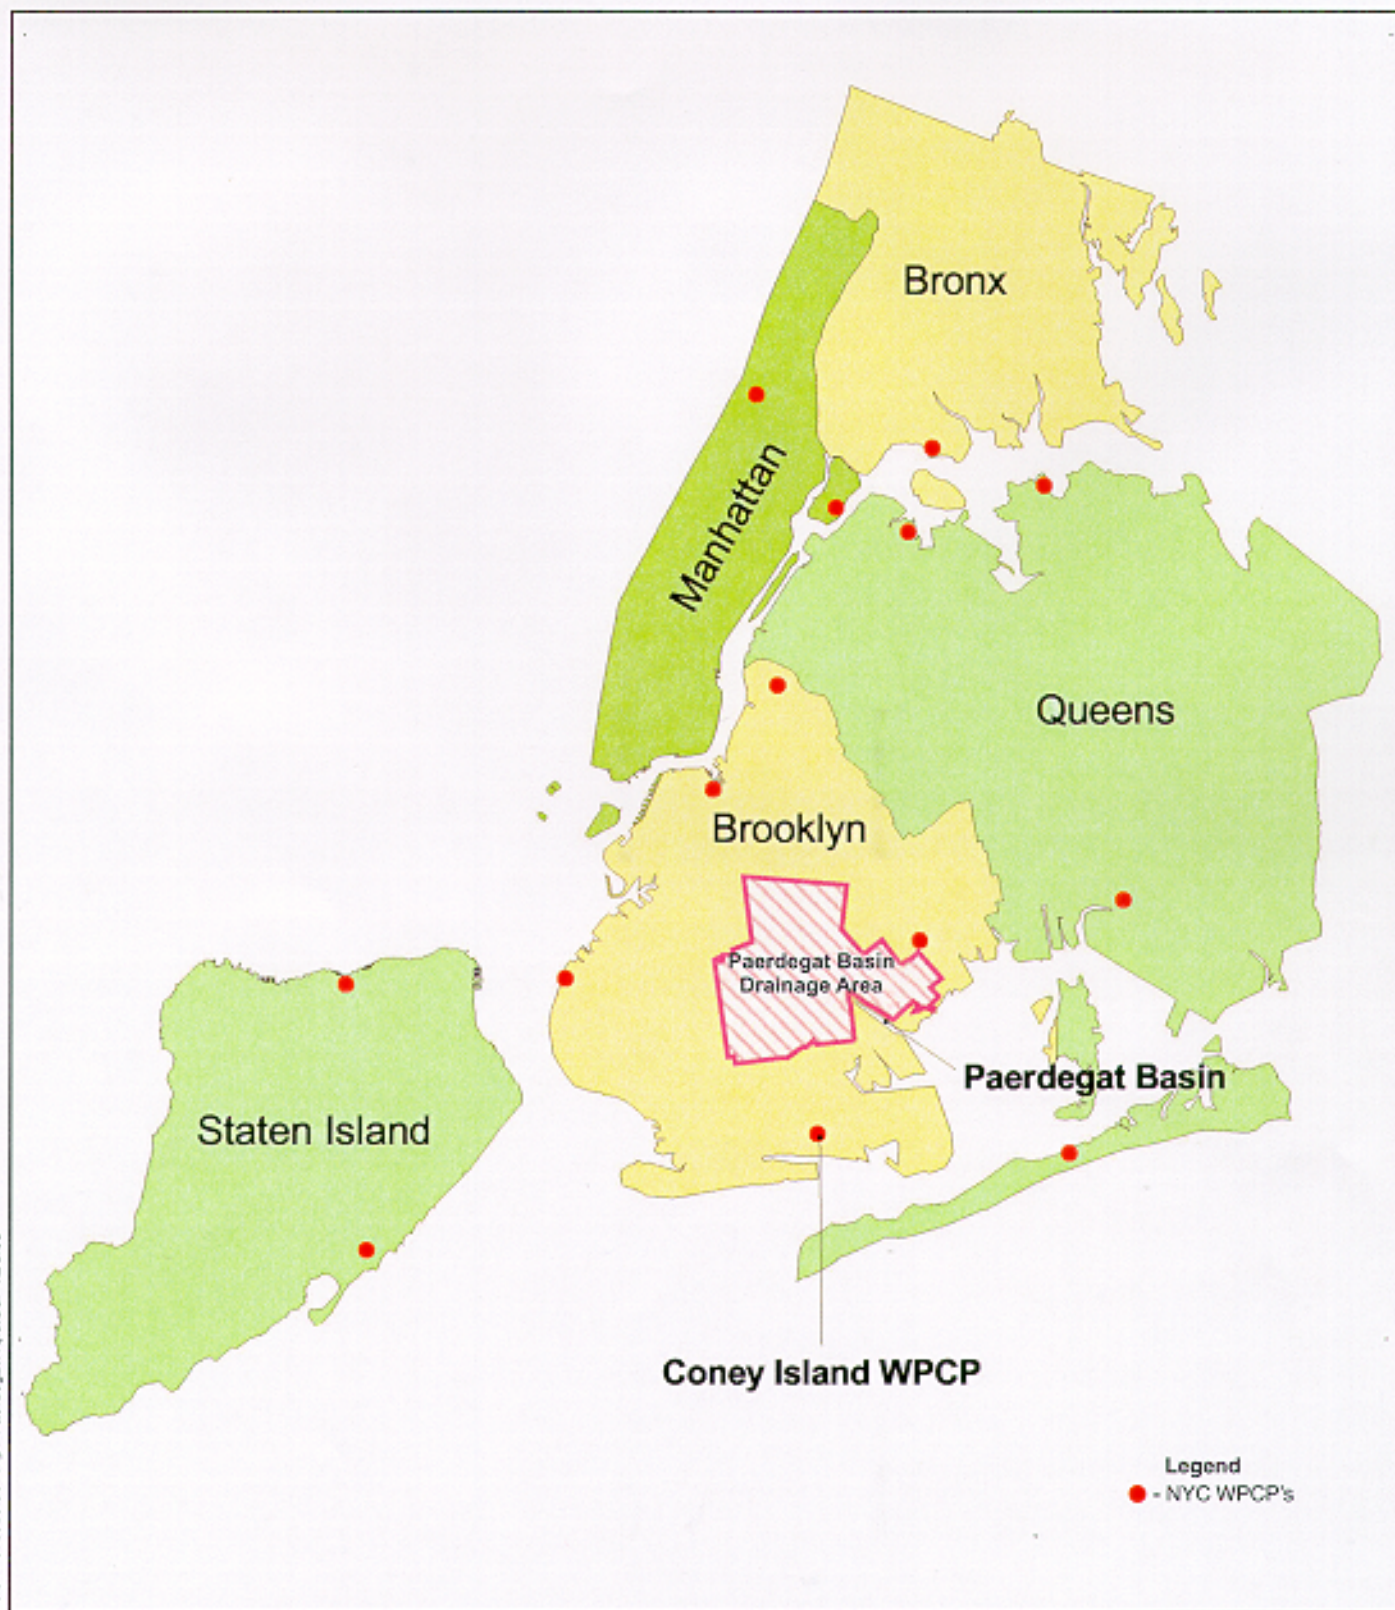 Bronx
Manhattan
Queens
Brooklyn
Paerdegat Basin
Drainage Area
Paerdegat Basin
Staten Island
Coney Island WPCP
Legend
- NYC WPCP's